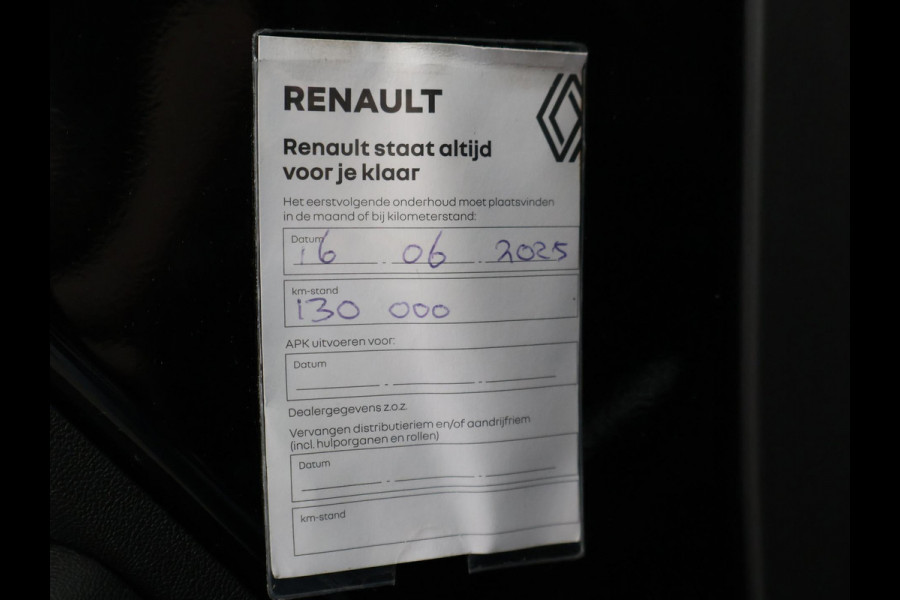 RENAULT
Renault staat altijd
voor je klaar
Het eerstvolgende onderhoud moet plaatsvinden
in de maand of bij kilometerstand:
Datum
16 . 06 . 2025
km-stand
130 000
APK uitvoeren voor:
Datum
Dealergegevens z.o.z.
Vervangen distributieriem en/of aandrijfriem
(incl. hulporganen en rollen)
Datum
km-stand